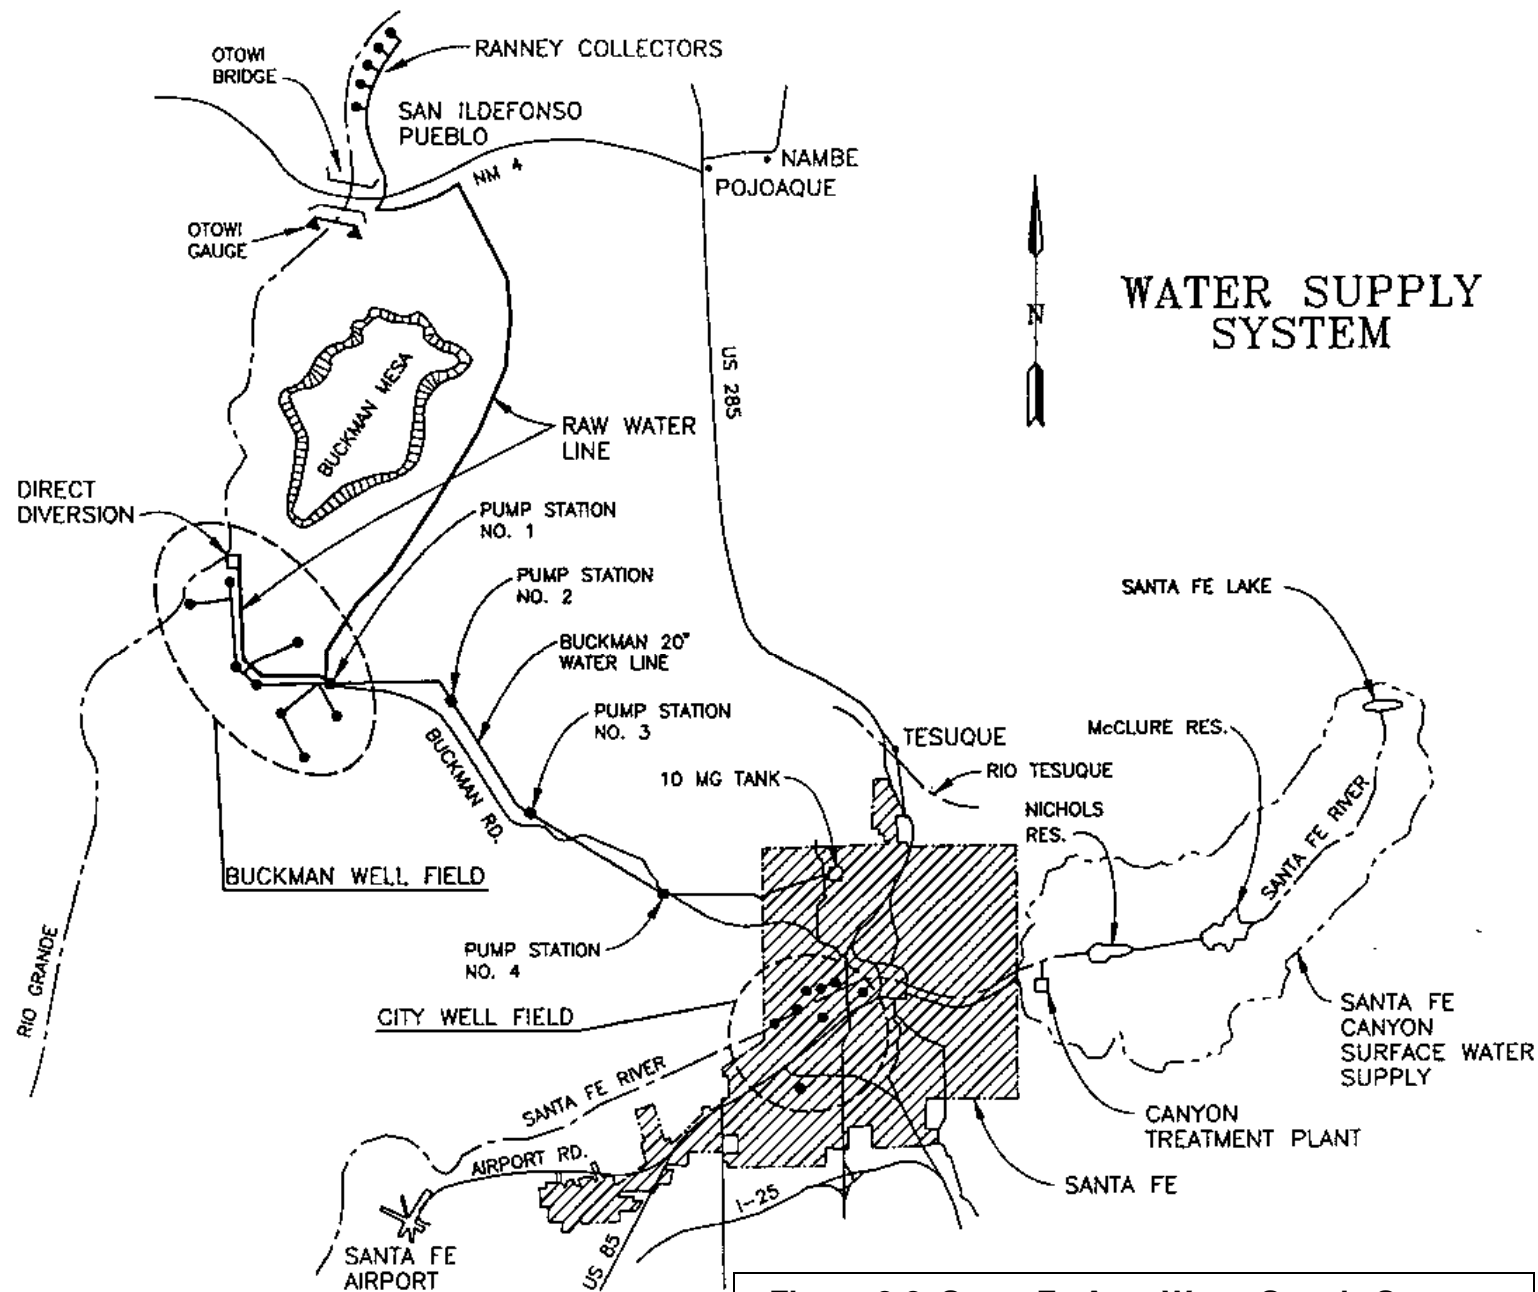 OTOWI
BRIDGE
RANNEY COLLECTORS
SAN ILDEFONSO
PUEBLO
NM 4
NAMBE
POJOAQUE
OTOWI
GAUGE
N
WATER SUPPLY
SYSTEM
BUCKMAN MESA
US 285
RAW WATER
LINE
DIRECT
DIVERSION
PUMP STATION
NO. 1
PUMP STATION
NO. 2
SANTA FE LAKE
BUCKMAN 20"
WATER LINE
PUMP STATION
NO. 3
BUCKMAN RD.
McCLURE RES.
TESUQUE
RIO TESUQUE
10 MG TANK
NICHOLS
RES.
SANTA FE RIVER
BUCKMAN WELL FIELD
PUMP STATION
NO. 4
RIO GRANDE
CITY WELL FIELD
SANTA FE
CANYON
SURFACE WATER
SUPPLY
SANTA FE RIVER
CANYON
TREATMENT PLANT
AIRPORT RD.
SANTA FE
I-25
US 85
SANTA FE
AIRPORT